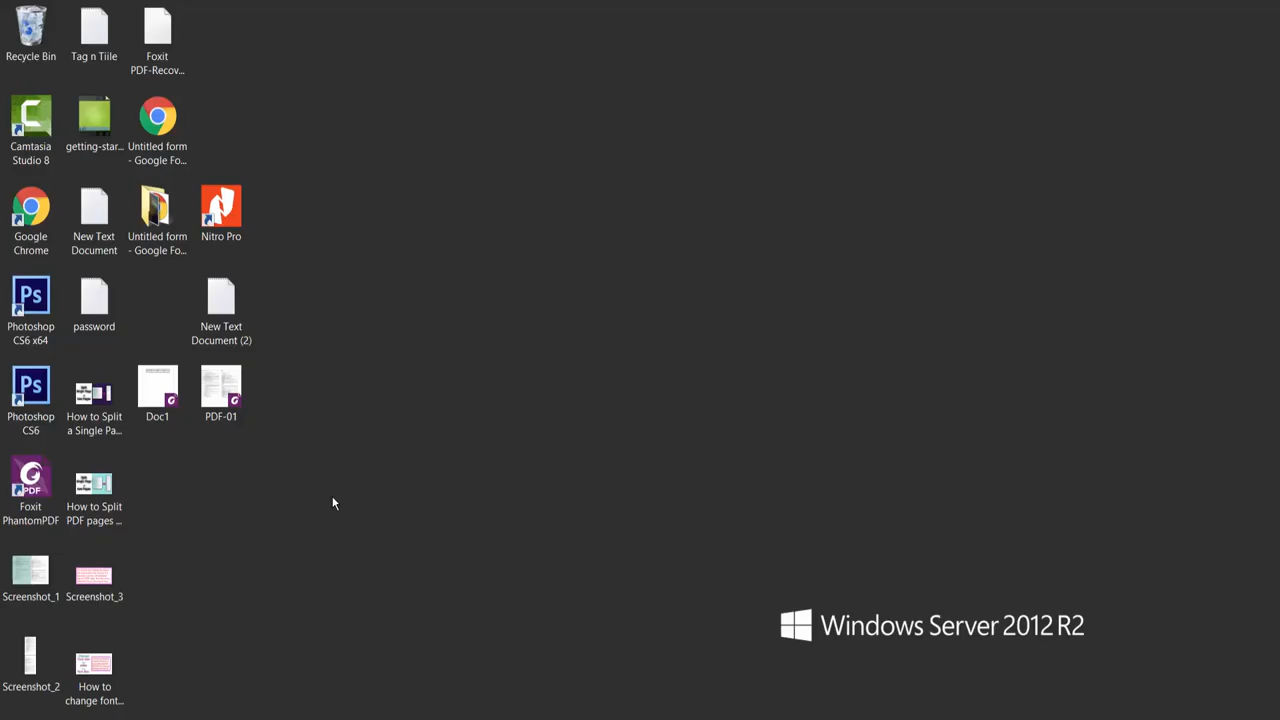 Recycle Bin
Tag n Tiile
Foxit
PDF-Recov...
Camtasia
Studio 8
getting-star...
Untitled form
- Google Fo...
Google
Chrome
New Text
Document
Untitled form
- Google Fo...
Nitro Pro
Ps
Photoshop
CS6 x64
password
New Text
Document (2)
Ps
Photoshop
CS6
How to Split
a Single Pa...
Doc1
PDF-01
PDF
Foxit
PhantomPDF
How to Split
PDF pages ...
Screenshot_1
Screenshot_3
Screenshot_2
How to
change font...
Windows Server 2012 R2